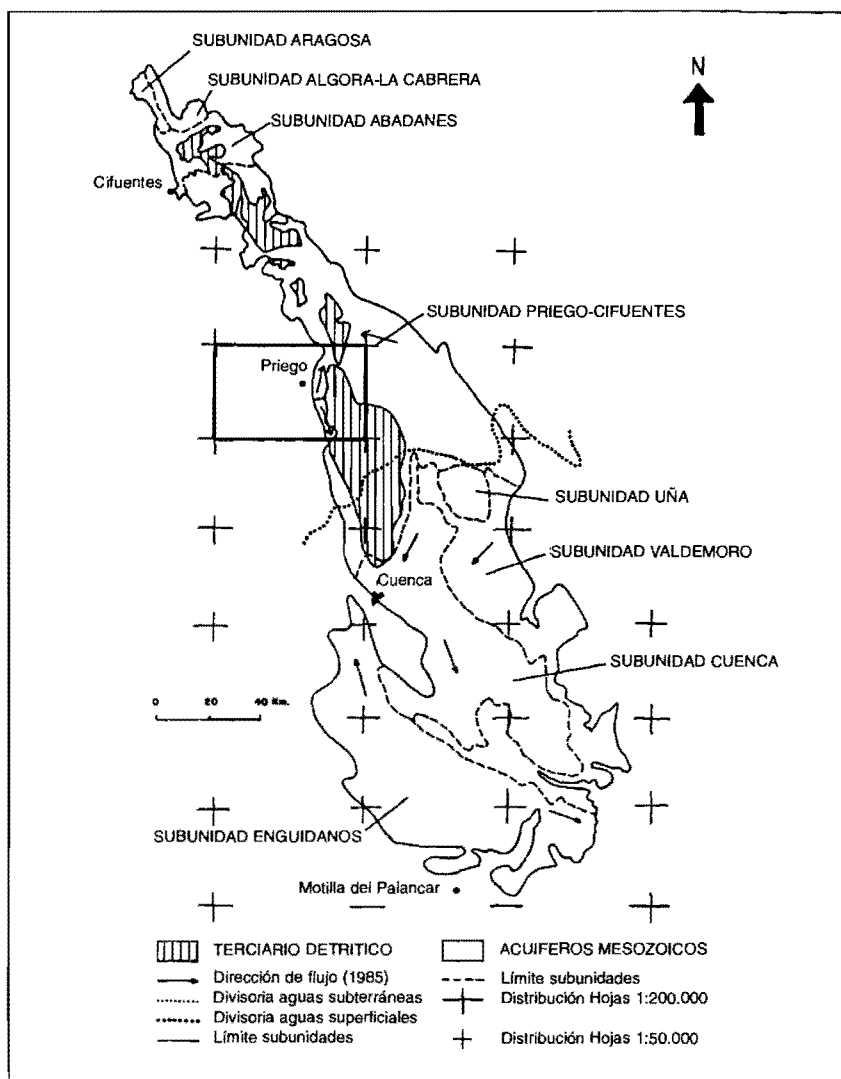 SUBUNIDAD ARAGOSA
SUBUNIDAD ALGORA-LA CABRERA
SUBUNIDAD ABADANES
N
Cifuentes
SUBUNIDAD PRIEGO-CIFUENTES
Priego
SUBUNIDAD UÑA
SUBUNIDAD VALDEMORO
Cuenca
SUBUNIDAD CUENCA
0 20 40 Km.
SUBUNIDAD ENGUIDANOS
Motilla del Palancar
TERCIARIO DETRITICO
ACUIFEROS MESOZOICOS
Dirección de flujo (1985)
Límite subunidades
Divisoria aguas subterráneas
Distribución Hojas 1:200.000
Divisoria aguas superficiales
Límite subunidades
Distribución Hojas 1:50.000